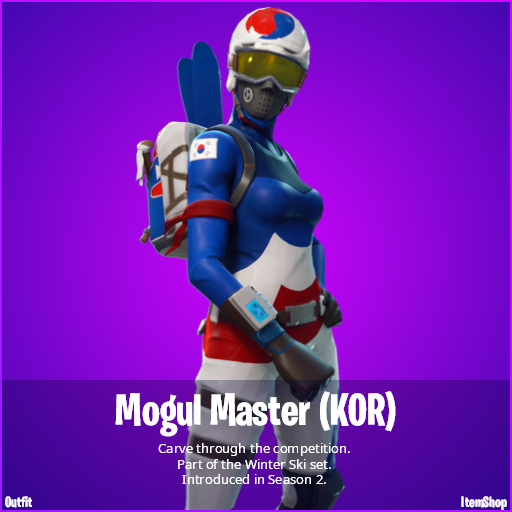 Mogul Master (KOR)
Carve through the competition.
Part of the Winter Ski set.
Introduced in Season 2.
Outfit
ItemShop